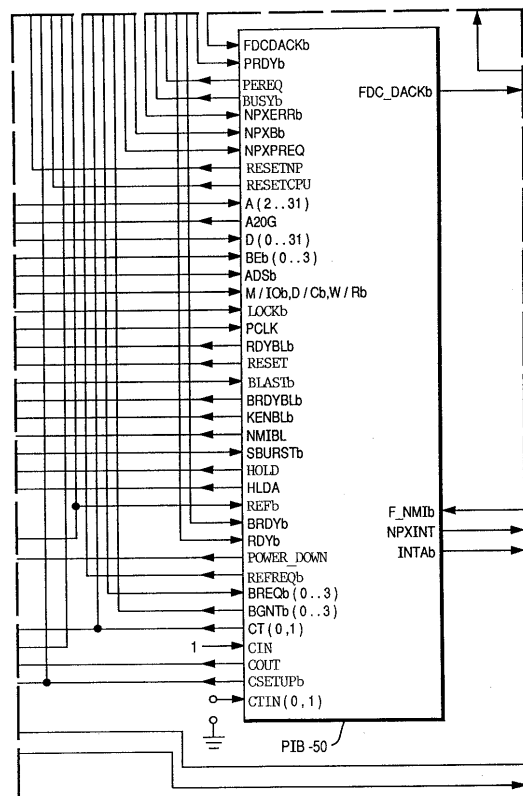 FDCDACKb
PRDYb
PEREQ
BUSYb
FDC_DACKb
NPXERRb
NPXBb
NPXPREQ
RESETNP
RESETCPU
A(2..31)
A20G
D(0..31)
BEb(0..3)
ADSb
M/IOb,D/Cb,W/Rb
LOCKb
PCLK
RDYBLb
RESET
BLASTb
BRDYBLb
KENBLb
NMIBL
SBURSTb
HOLD
HLDA
REFb
F_NMIb
BRDYb
NPXINT
RDYb
INTAb
POWER_DOWN
REFREQb
BREQb(0..3)
BGNTb(0..3)
CT(0,1)
1 CIN
COUT
CSETUPb
CTIN(0,1)
PIB-50